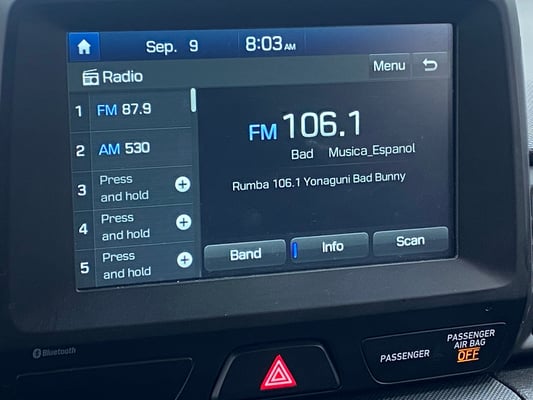 Sep. 9 8:03 AM
Radio Menu
1 FM 87.9
2 AM 530
3 Press and hold
4 Press and hold
5 Press and hold
FM 106.1
Bad Musica_Espanol
Rumba 106.1 Yonaguni Bad Bunny
Band Info Scan
Bluetooth
PASSENGER
PASSENGER
AIR BAG
OFF